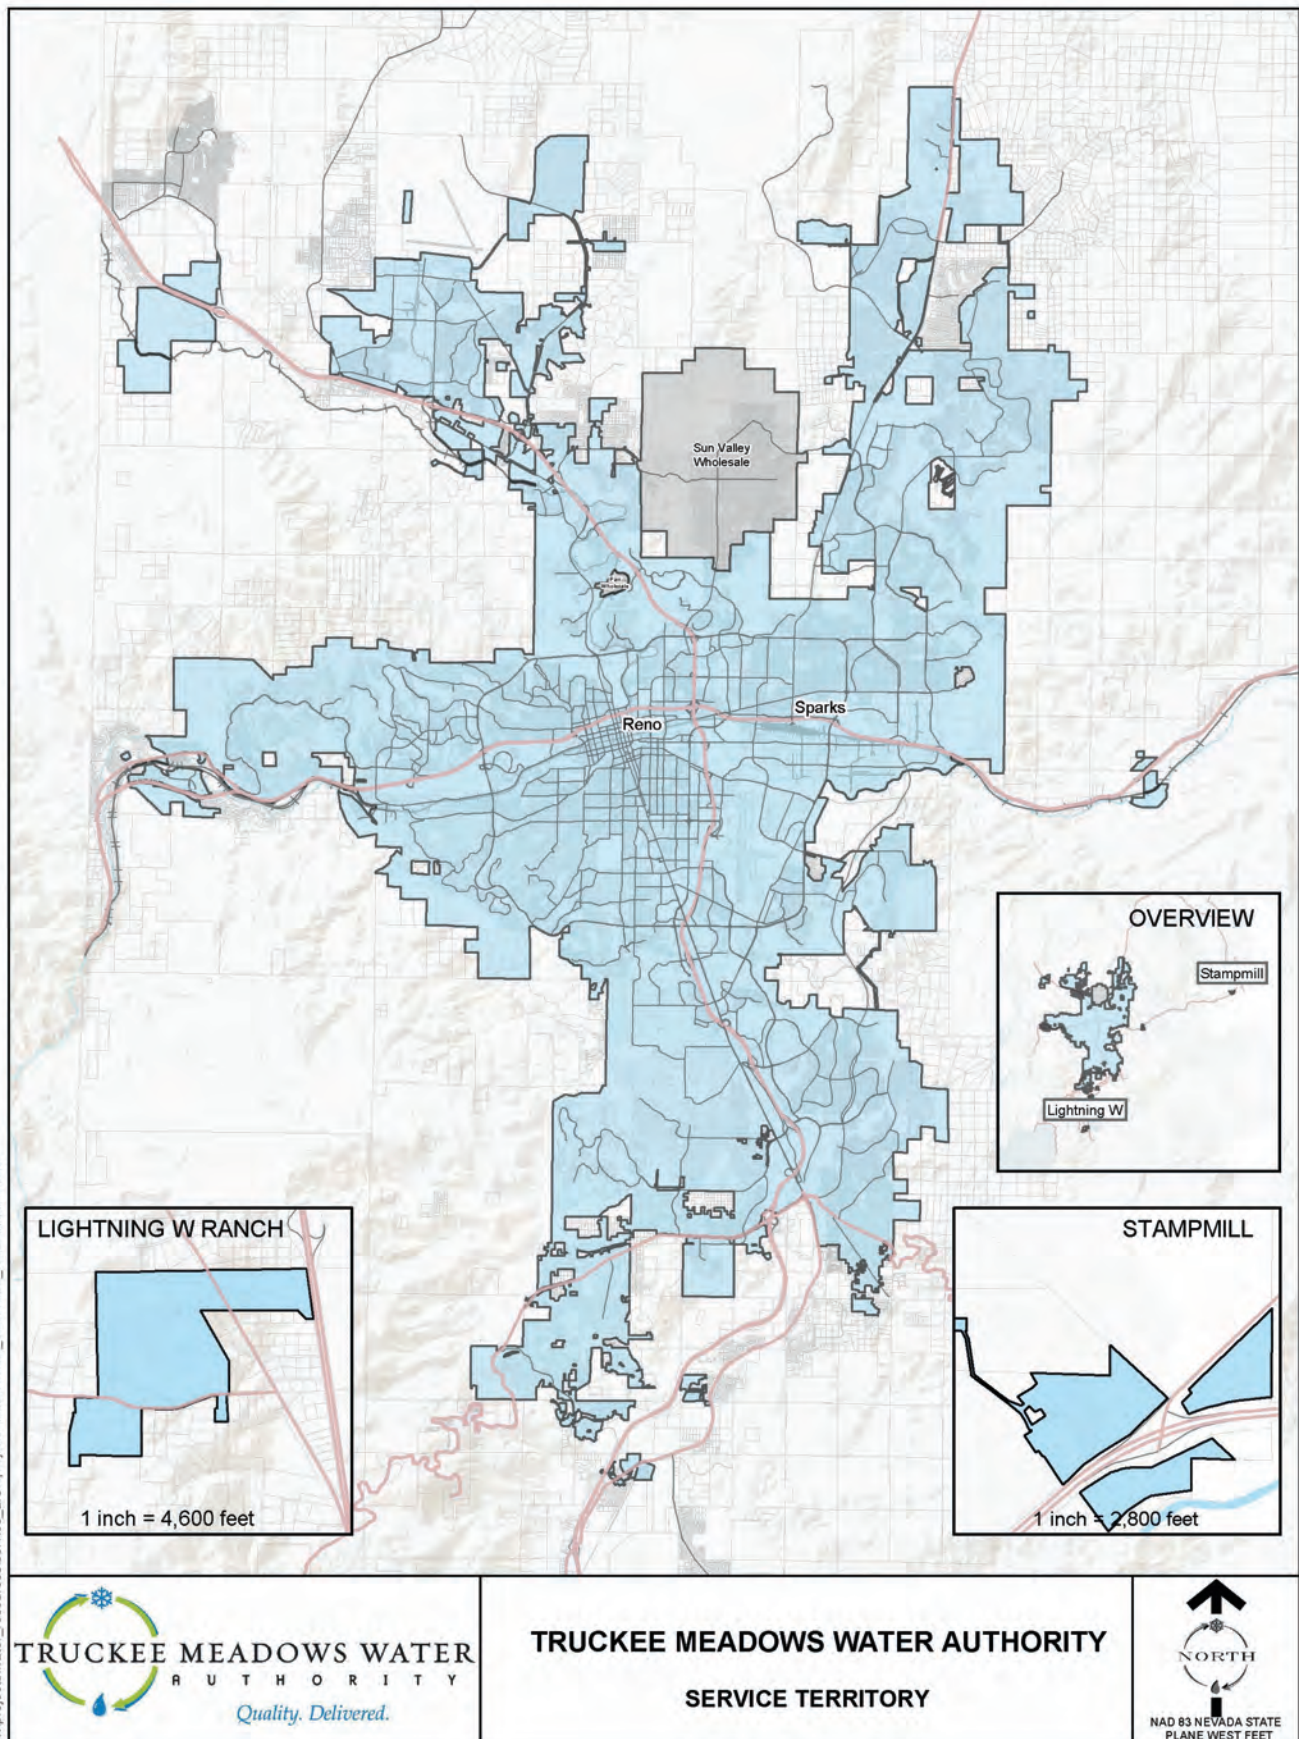 Sun Valley
Wholesale
Wholesale
Reno
Sparks
OVERVIEW
Stampmill
Lightning W
LIGHTNING W RANCH
1 inch = 4,600 feet
STAMPMILL
1 inch = 2,800 feet
TRUCKEE MEADOWS WATER
AUTHORITY
Quality. Delivered.
TRUCKEE MEADOWS WATER AUTHORITY
SERVICE TERRITORY
NORTH
NAD 83 NEVADA STATE
PLANE WEST FEET